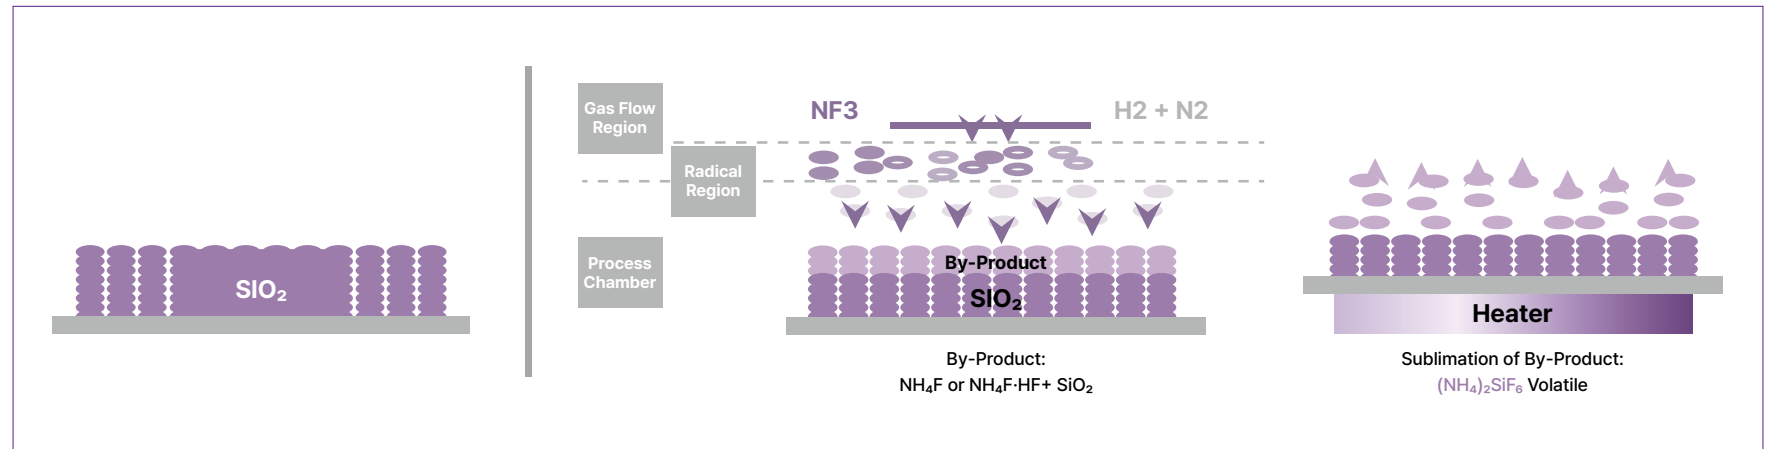 SIO₂
Gas Flow
Region
Radical
Region
Process
Chamber
NF3
H2 + N2
By-Product
SIO₂
By-Product:
NH₄F or NH₄F·HF+ SiO₂
Heater
Sublimation of By-Product:
(NH₄)₂SiF₆ Volatile